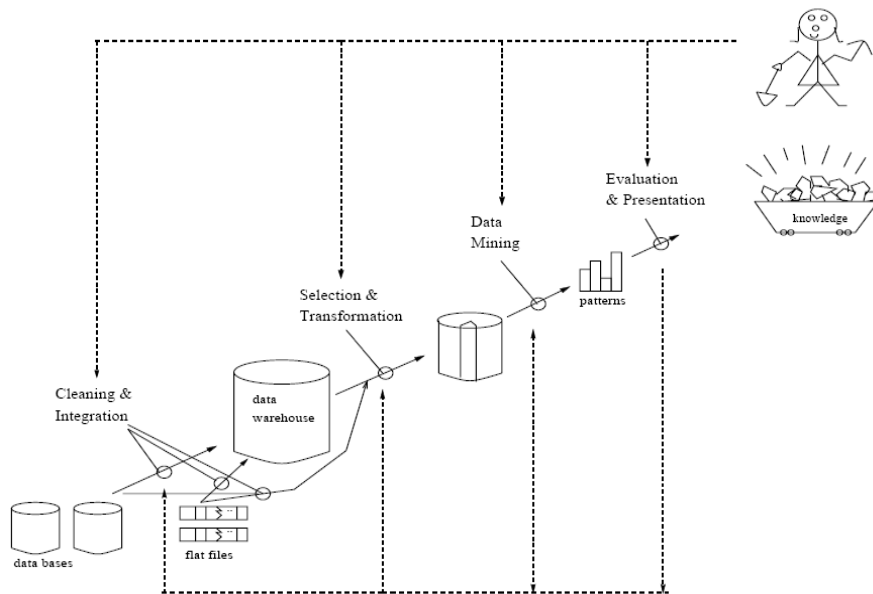 Evaluation
& Presentation
knowledge
Data
Mining
patterns
Selection &
Transformation
Cleaning &
Integration
data
warehouse
flat files
data bases